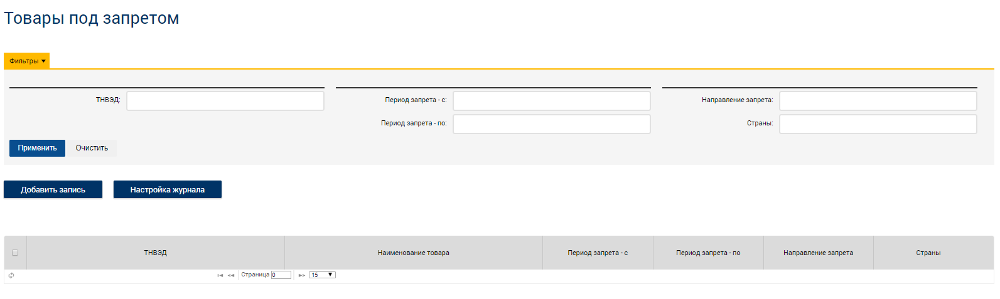 Товары под запретом
Фильтры
ТНВЭД:
Период запрета - с:
Направление запрета:
Период запрета - по:
Страны:
Применить Очистить
Добавить запись Настройка журнала
ТНВЭД Наименование товара Период запрета - с Период запрета - по Направление запрета Страны
Страница 0 15